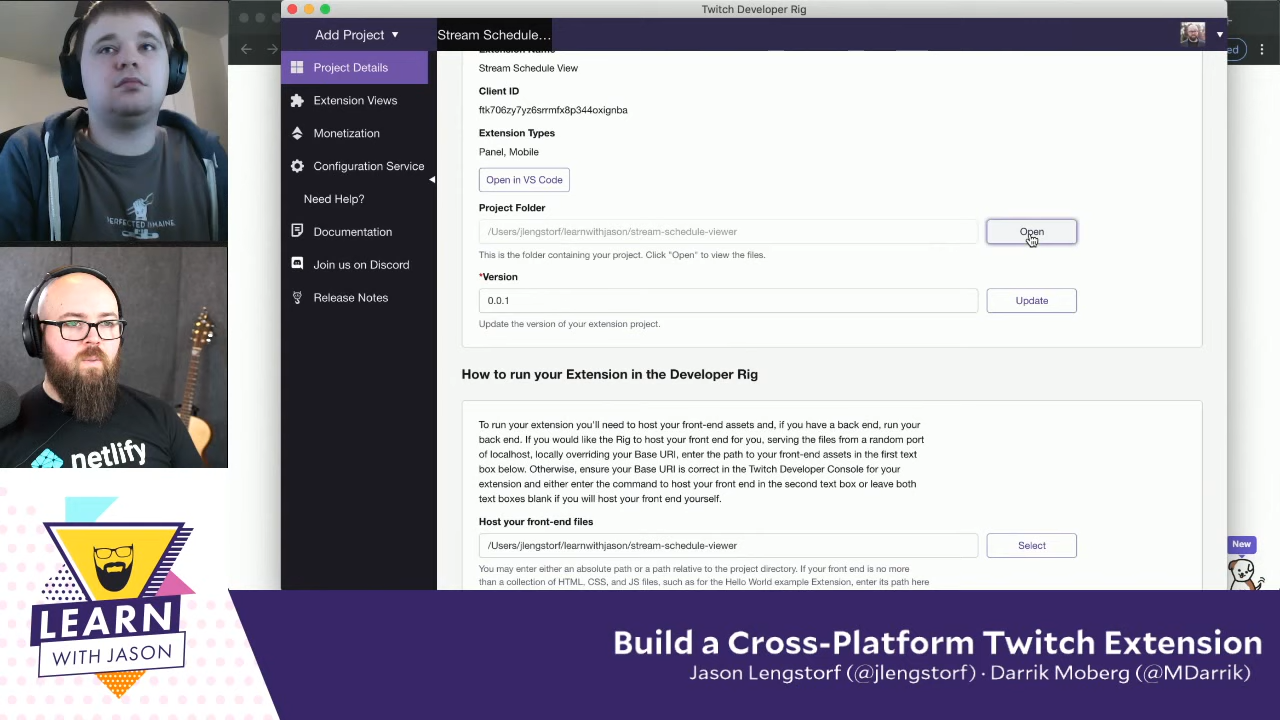 Twitch Developer Rig
Add Project
Stream Schedule...
Project Details
Extension Views
Monetization
Configuration Service
Need Help?
Documentation
Join us on Discord
Release Notes
Extension Name
Stream Schedule View
Client ID
ftk706zy7yz6srrmfx8p344oxignba
Extension Types
Panel, Mobile
Open in VS Code
Project Folder
/Users/jlengstorf/learnwithjason/stream-schedule-viewer
Open
This is the folder containing your project. Click "Open" to view the files.
*Version
0.0.1
Update
Update the version of your extension project.
How to run your Extension in the Developer Rig
To run your extension you'll need to host your front-end assets and, if you have a back end, run your
back end. If you would like the Rig to host your front end for you, serving the files from a random port
of localhost, locally overriding your Base URI, enter the path to your front-end assets in the first text
box below. Otherwise, ensure your Base URI is correct in the Twitch Developer Console for your
extension and either enter the command to host your front end in the second text box or leave both
text boxes blank if you will host your front end yourself.
Host your front-end files
/Users/jlengstorf/learnwithjason/stream-schedule-viewer
Select
You may enter either an absolute path or a path relative to the project directory. If your front end is no more
than a collection of HTML, CSS, and JS files, such as for the Hello World example Extension, enter its path here
ed
New
netlify
LEARN
WITH JASON
Build a Cross-Platform Twitch Extension
Jason Lengstorf (@jlengstorf) · Darrik Moberg (@MDarrik)